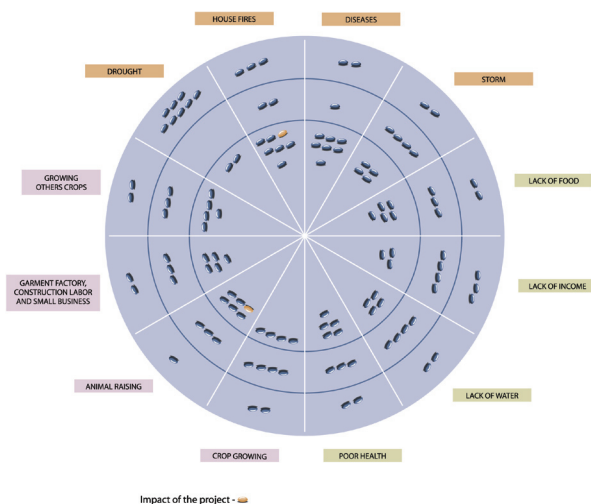 HOUSE FIRES
DISEASES
DROUGHT
STORM
GROWING
OTHERS CROPS
LACK OF FOOD
GARMENT FACTORY,
CONSTRUCTION LABOR
AND SMALL BUSINESS
LACK OF INCOME
ANIMAL RAISING
LACK OF WATER
CROP GROWING
POOR HEALTH
Impact of the project -